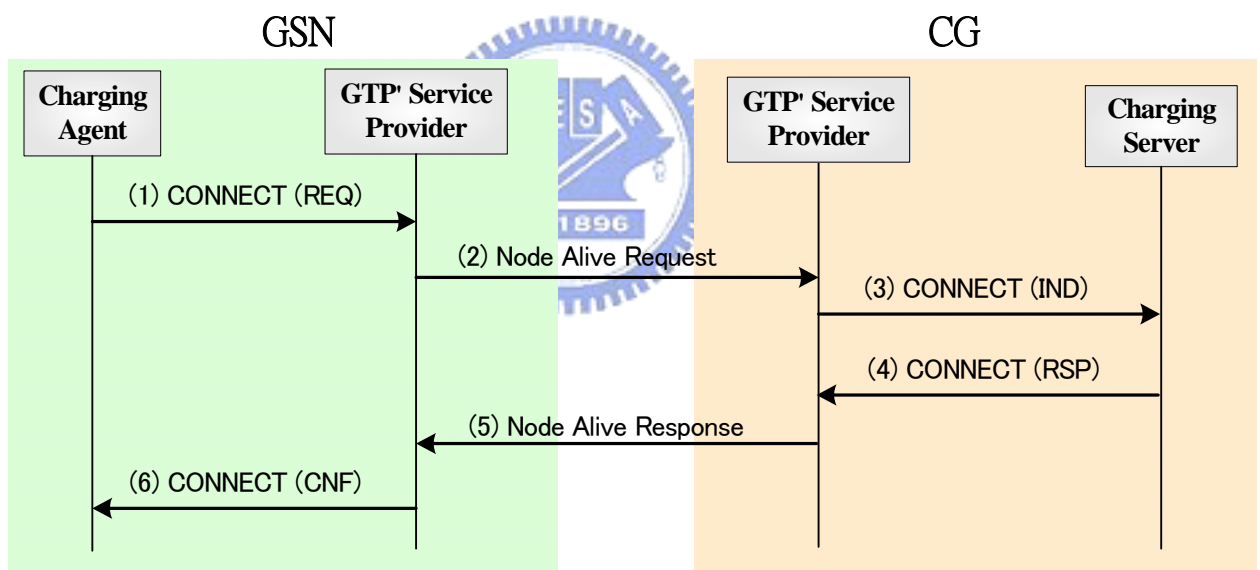 GSN
CG
Charging
Agent
GTP' Service
Provider
GTP' Service
Provider
Charging
Server
(1) CONNECT (REQ)
(2) Node Alive Request
(3) CONNECT (IND)
(4) CONNECT (RSP)
(5) Node Alive Response
(6) CONNECT (CNF)
E S A
1896